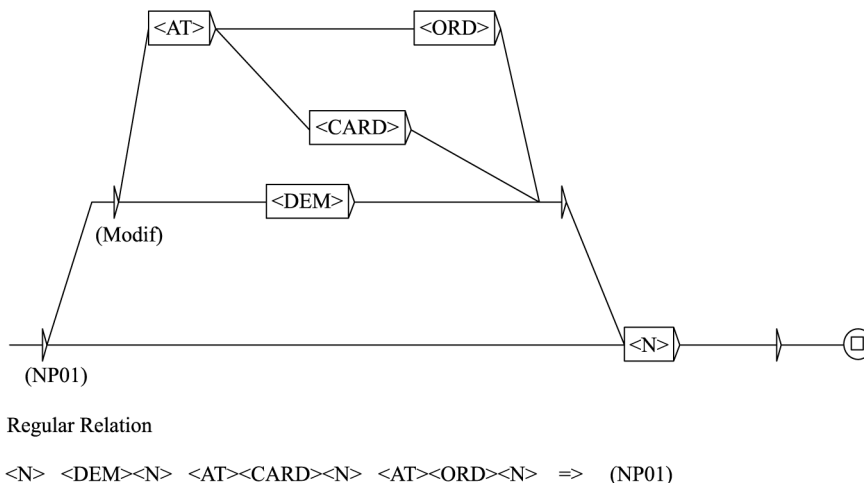 <AT> <ORD>
<CARD>
<DEM>
(Modif)
<N>
(NP01)
Regular Relation
<N> <DEM><N> <AT><CARD><N> <AT><ORD><N> => (NP01)